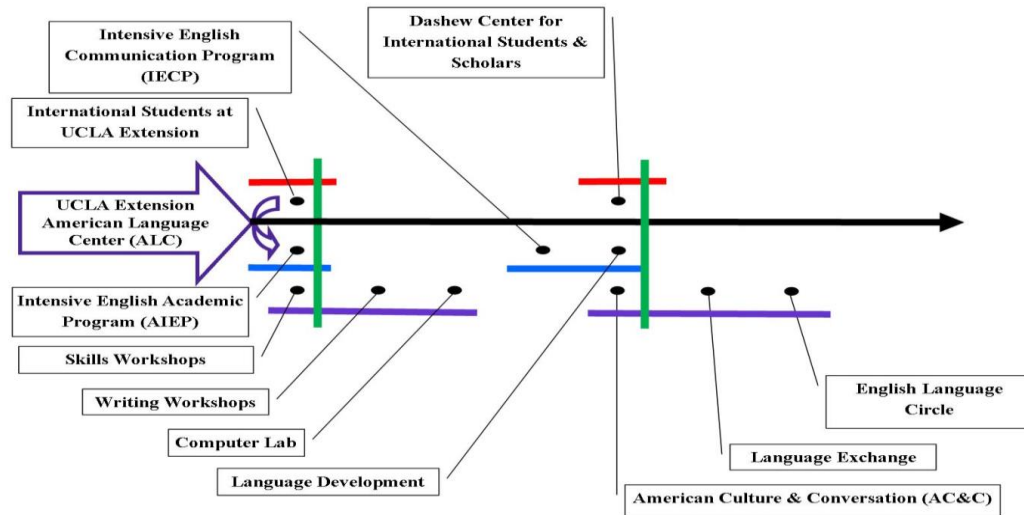 Intensive English
Communication Program
(IECP)
Dashew Center for
International Students &
Scholars
International Students at
UCLA Extension
UCLA Extension
American Language
Center (ALC)
Intensive English Academic
Program (AIEP)
Skills Workshops
Writing Workshops
Computer Lab
Language Development
English Language
Circle
Language Exchange
American Culture & Conversation (AC&C)